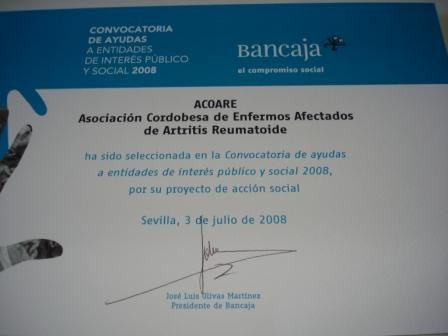 CONVOCATORIA
DE AYUDAS
A ENTIDADES
DE INTERÉS PÚBLICO
Y SOCIAL 2008
Bancaja
el compromiso social
ACOARE
Asociación Cordobesa de Enfermos Afectados
de Artritis Reumatoide
ha sido seleccionada en la Convocatoria de ayudas
a entidades de interés público y social 2008,
por su proyecto de acción social
Sevilla, 3 de julio de 2008
José Luis Olivas Martínez
Presidente de Bancaja